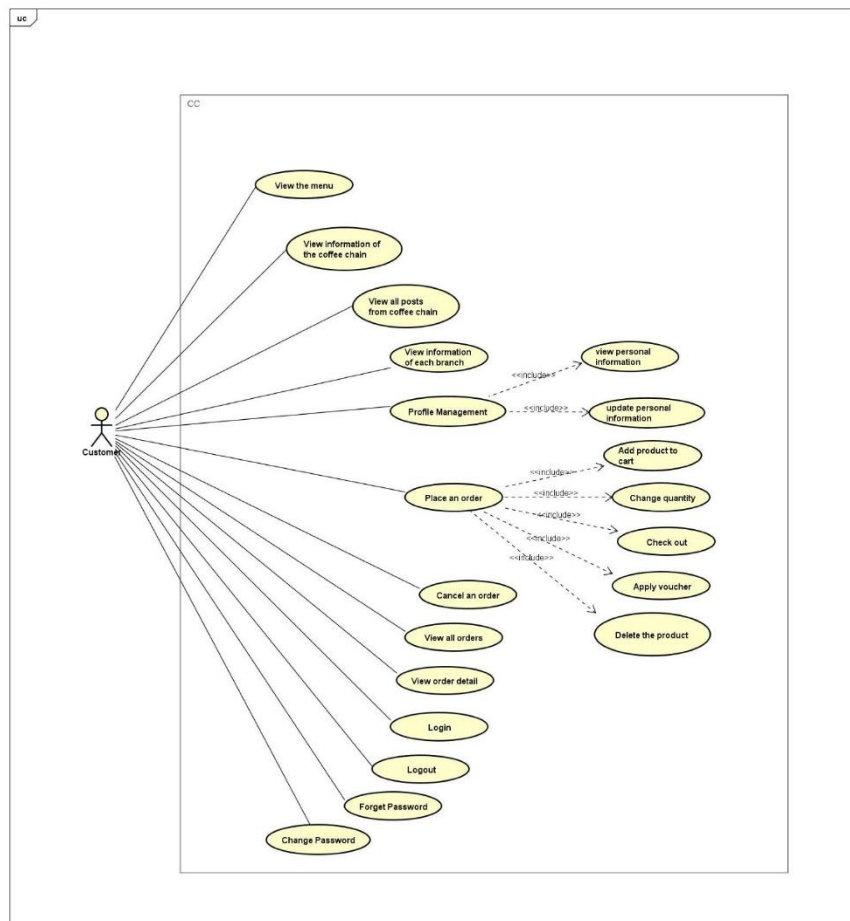 uc
CC
View the menu
View information of
the coffee chain
View all posts
from coffee chain
View information
of each branch
view personal
information
<<include>>
Profile Management
<<include>>
update personal
information
Customer
Add product to
cart
<<include>>
Place an order
<<include>>
Change quantity
<<include>>
Check out
<<include>>
<<include>>
Apply voucher
Cancel an order
Delete the product
View all orders
View order detail
Login
Logout
Forget Password
Change Password